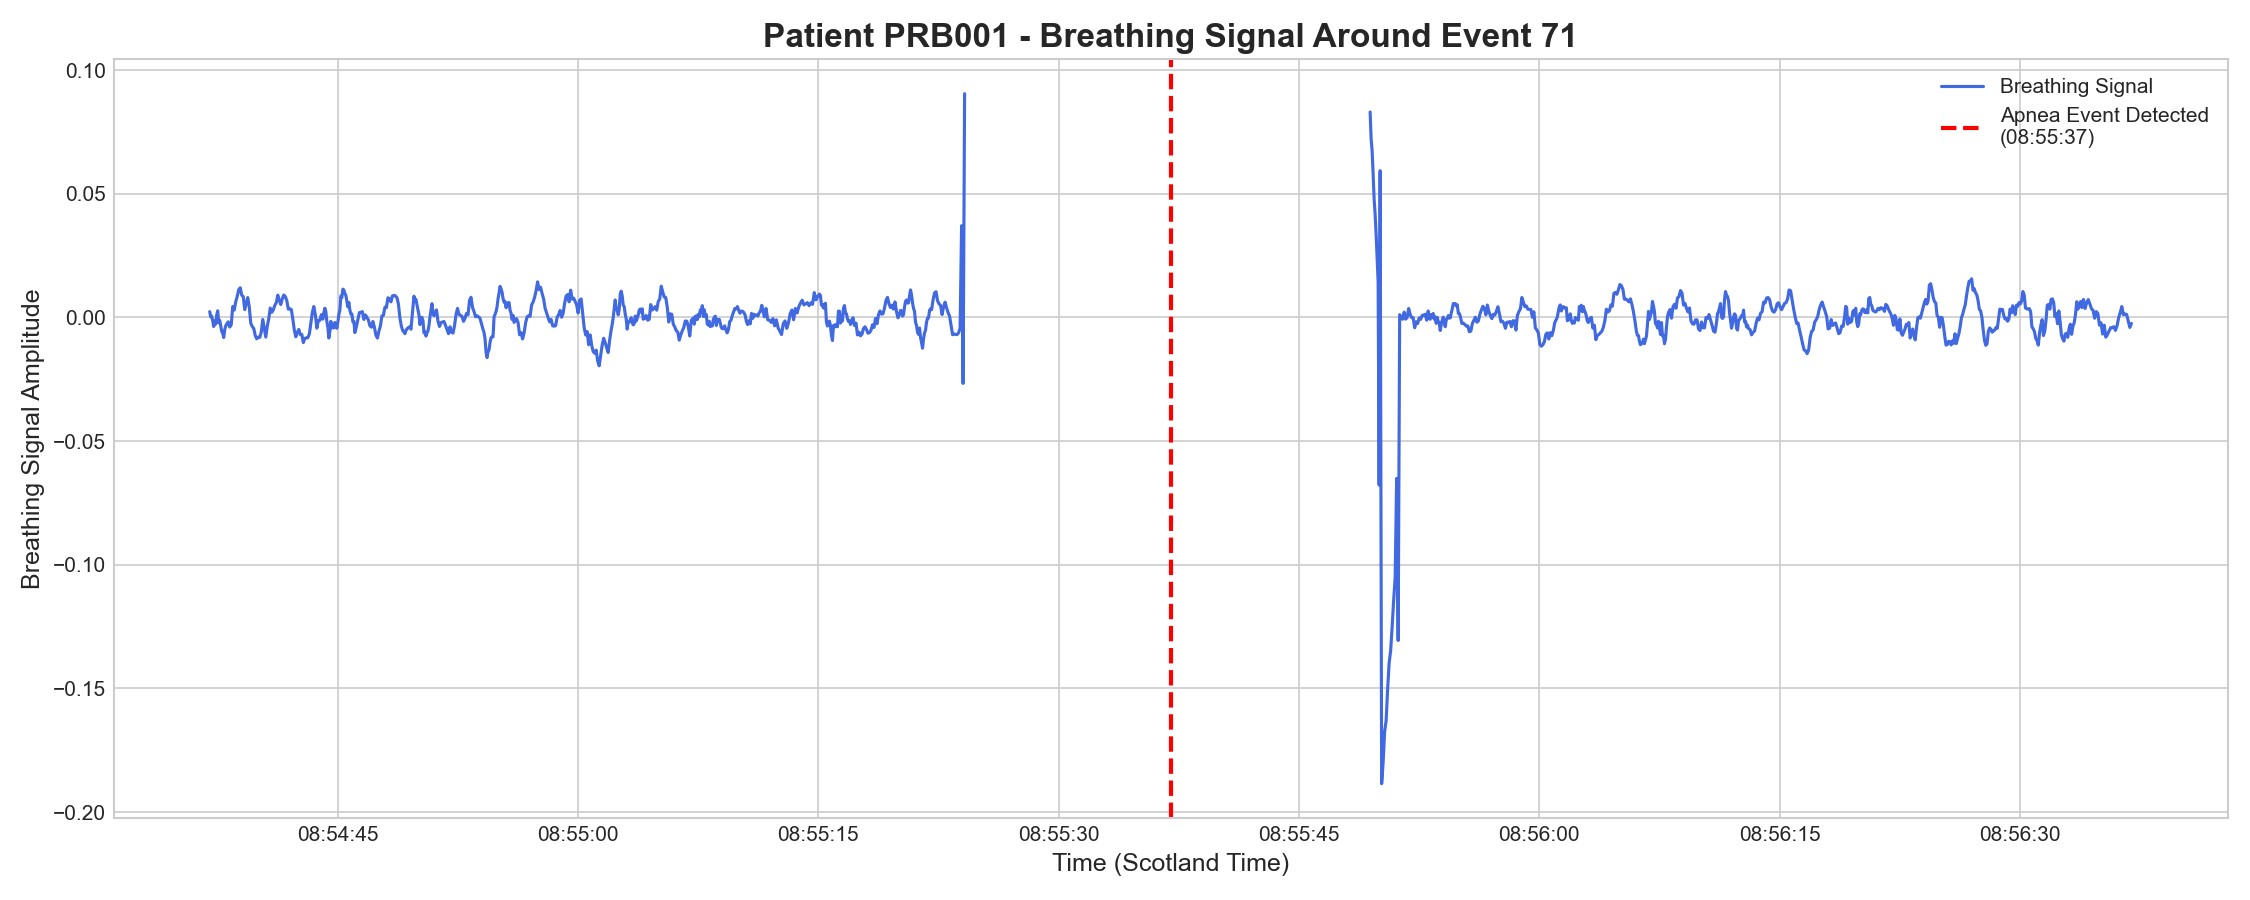 Patient PRB001 - Breathing Signal Around Event 71
Breathing Signal
Apnea Event Detected
(08:55:37)
Breathing Signal Amplitude
0.10
0.05
0.00
−0.05
−0.10
−0.15
−0.20
08:54:45 08:55:00 08:55:15 08:55:30 08:55:45 08:56:00 08:56:15 08:56:30
Time (Scotland Time)